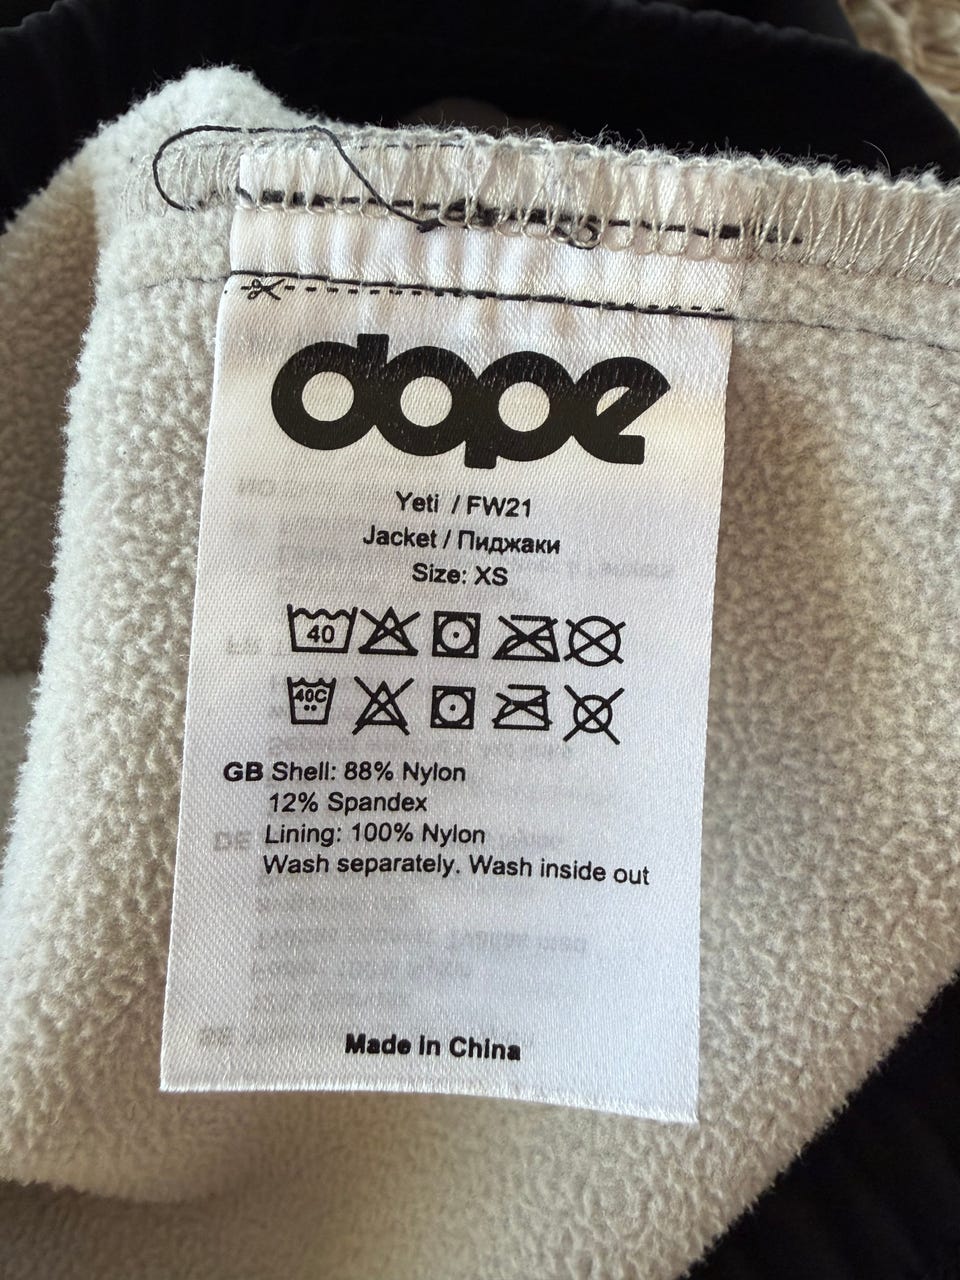 dope
Yeti / FW21
Jacket / Пиджаки
Size: XS
40
40C
GB Shell: 88% Nylon
12% Spandex
Lining: 100% Nylon
Wash separately. Wash inside out
Made in China